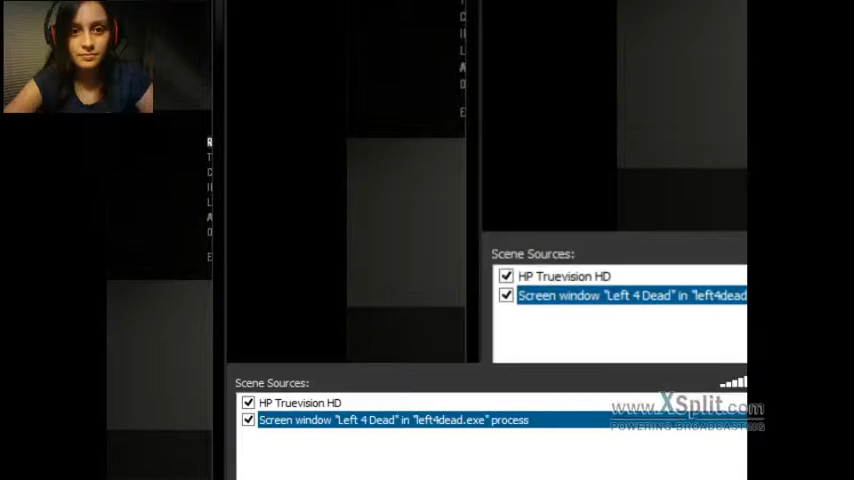 Scene Sources:
HP Truevision HD
Screen window "Left 4 Dead" in "left4dead
Scene Sources:
HP Truevision HD
Screen window "Left 4 Dead" in "left4dead.exe" process
www.XSplit.com
POWERING BROADCASTING